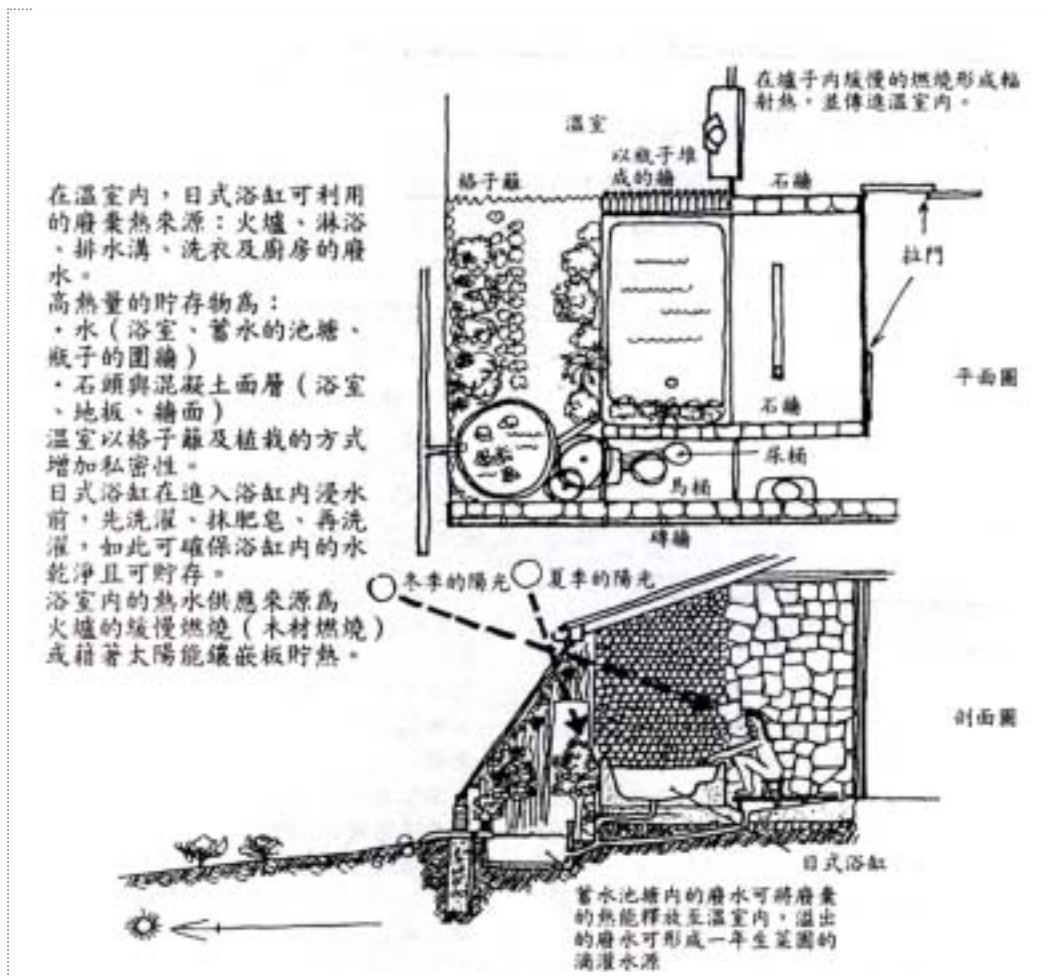 在爐子內緩慢的燃燒形成輻
射熱，並傳進溫室內。
溫室
以瓶子堆
成的牆
格子籬
石牆
拉門
平面圖
石牆
尿桶
馬桶
磚牆
在溫室內，日式浴缸可利用
的廢棄熱來源：火爐、淋浴
、排水溝、洗衣及廚房的廢
水。
高熱量的貯存物為：
・水（浴室、蓄水的池塘、
瓶子的圍牆）
・石頭與混凝土面層（浴室
、地板、牆面）
溫室以格子籬及植栽的方式
增加私密性。
日式浴缸在進入浴缸內浸水
前，先洗濯、抹肥皂、再洗
濯，如此可確保浴缸內的水
乾淨且可貯存。
浴室內的熱水供應來源為
火爐的緩慢燃燒（木材燃燒）
或藉著太陽能鑲嵌板貯熱。
冬季的陽光
夏季的陽光
剖面圖
日式浴缸
蓄水池塘內的廢水可將廢棄
的熱能釋放至溫室內，溢出
的廢水可形成一年生菜園的
滴灌水源